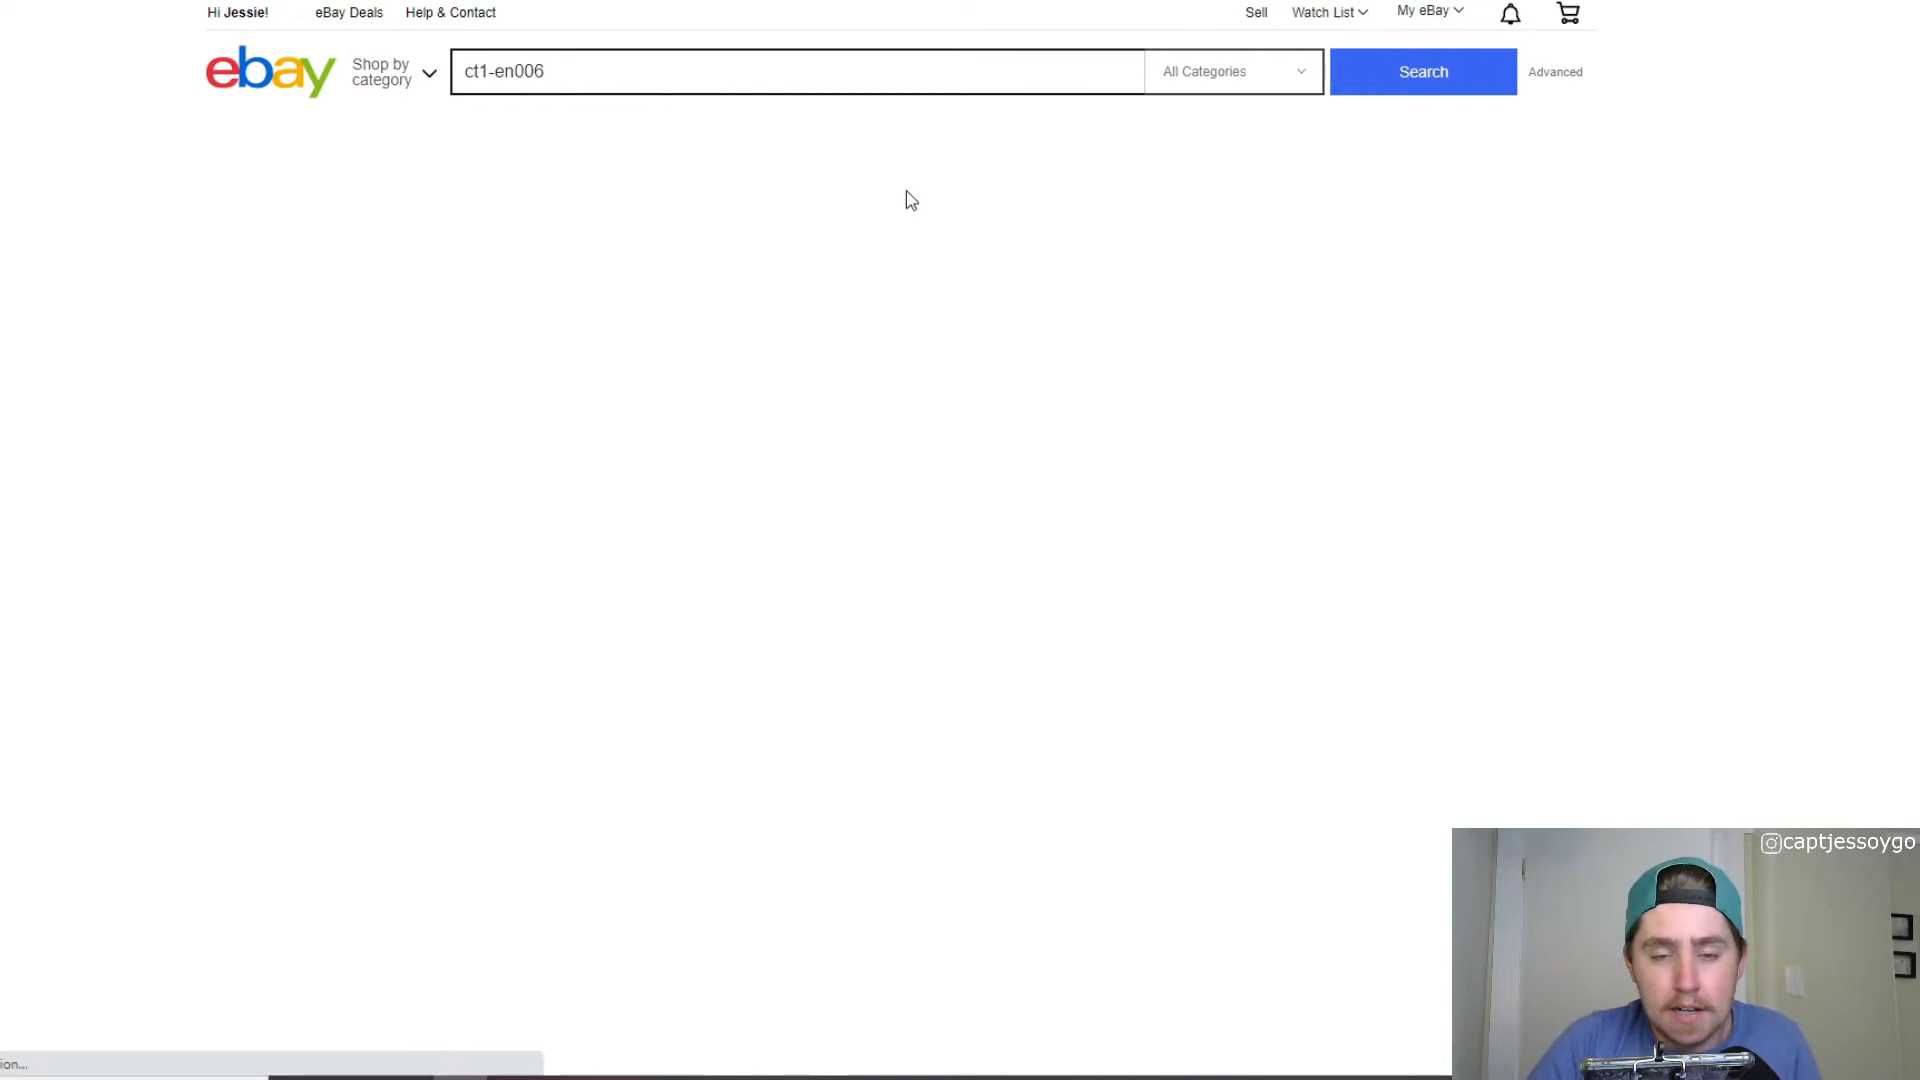 Hi Jessie! eBay Deals Help & Contact Sell Watch List My eBay
ebay Shop by category ct1-en006 All Categories Search Advanced
captjessoygo
ion...